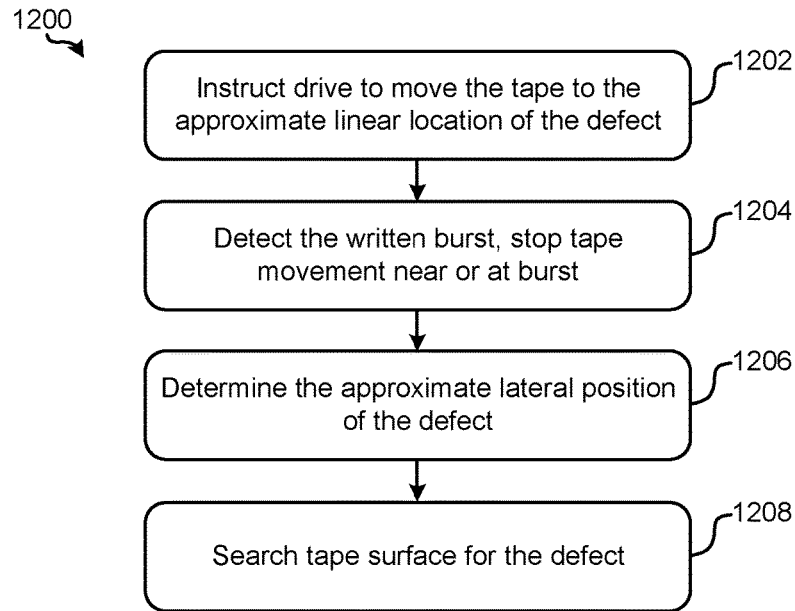 1200
1202
Instruct drive to move the tape to the
approximate linear location of the defect
1204
Detect the written burst, stop tape
movement near or at burst
1206
Determine the approximate lateral position
of the defect
1208
Search tape surface for the defect